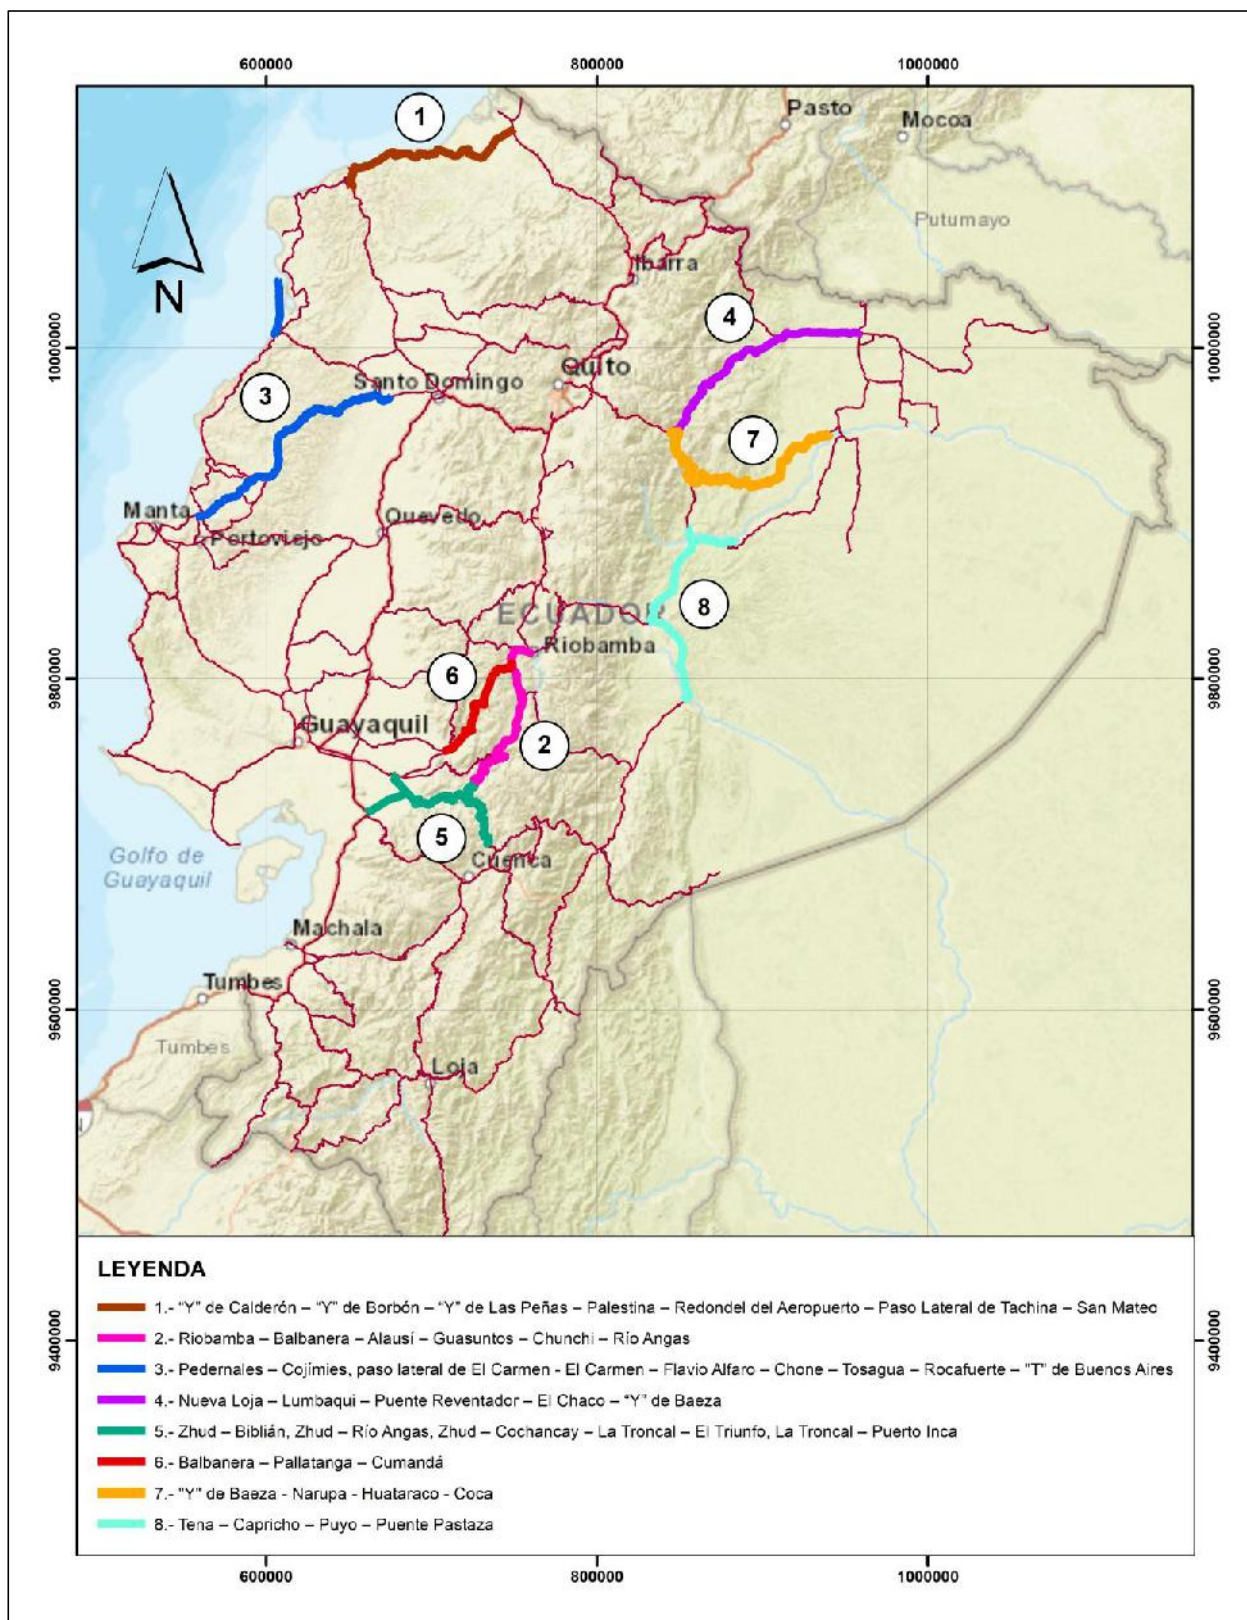 600000
800000
1000000
1
Pasto
Mocoa
Putumayo
N
Ibarra
4
10000000
10000000
Quito
3
Santo Domingo
7
Manta
Quevedo
Portoviejo
8
ECUADOR
Riobamba
6
9800000
9800000
Guayaquil
2
5
Cuenca
Golfo de
Guayaquil
Machala
Tumbes
9600000
9600000
Tumbes
Loja
LEYENDA
1.- “Y” de Calderón – “Y” de Borbón – “Y” de Las Peñas – Palestina – Redondel del Aeropuerto – Paso Lateral de Tachina – San Mateo
2.- Riobamba – Balbanera – Alausí – Guasuntos – Chunchi – Río Angas
9400000
9400000
3.- Pedernales – Cojímies, paso lateral de El Carmen - El Carmen – Flavio Alfaro – Chone – Tosagua – Rocafuerte – "T" de Buenos Aires
4.- Nueva Loja – Lumbaqui – Puente Reventador – El Chaco – “Y” de Baeza
5.- Zhud – Biblián, Zhud – Río Angas, Zhud – Cochancay – La Troncal – El Triunfo, La Troncal – Puerto Inca
6.- Balbanera – Pallatanga – Cumandá
7.- "Y" de Baeza - Narupa - Huataraco - Coca
8.- Tena – Capricho – Puyo – Puente Pastaza
600000
800000
1000000